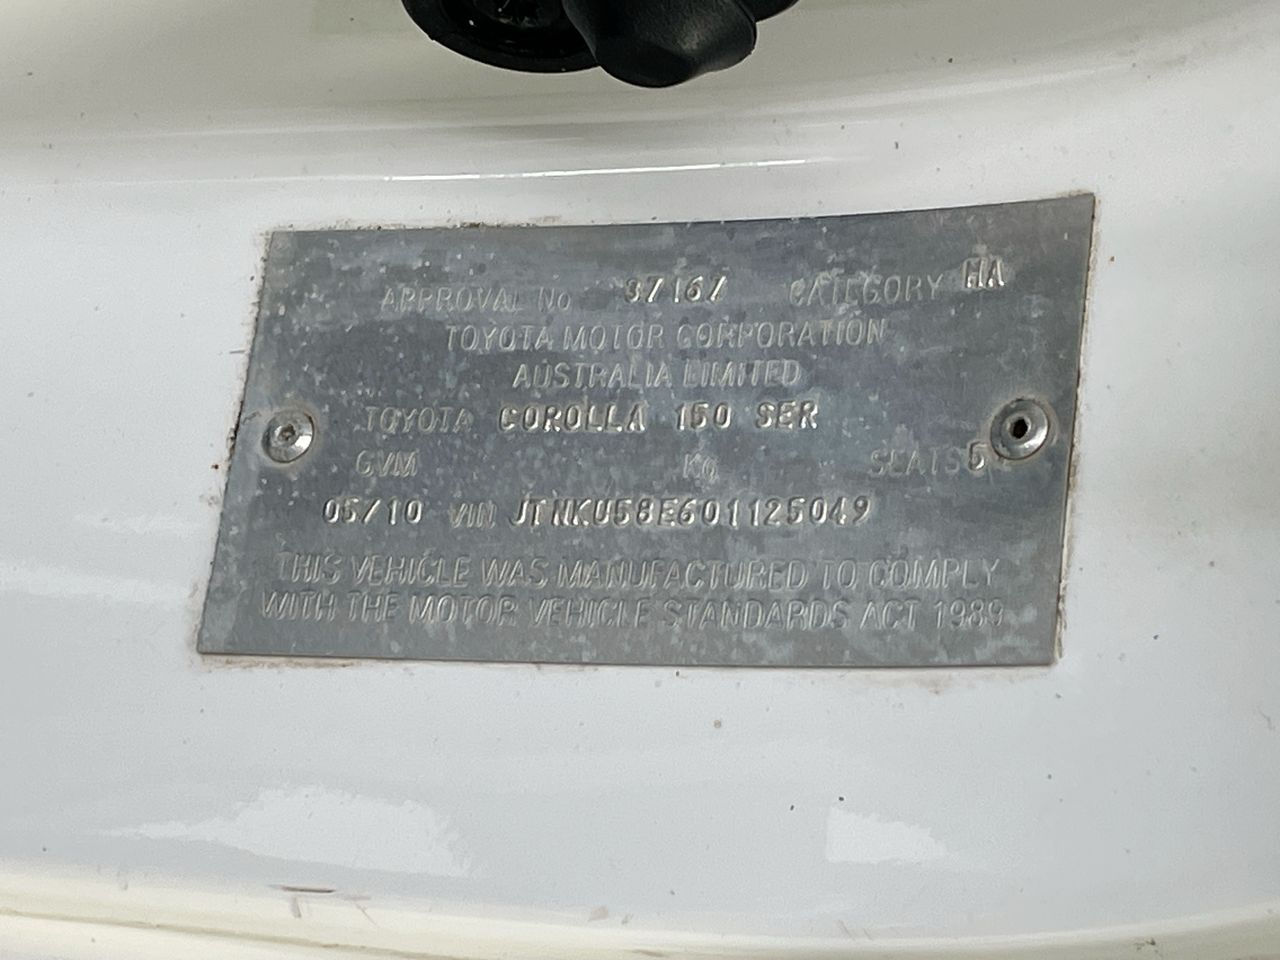 APPROVAL No 37167 CATEGORY MA
TOYOTA MOTOR CORPORATION
AUSTRALIA LIMITED
TOYOTA COROLLA 150 SER
GVM Kg SEATS 5
05/10 VIN JTNKU58E601125049
THIS VEHICLE WAS MANUFACTURED TO COMPLY
WITH THE MOTOR VEHICLE STANDARDS ACT 1989